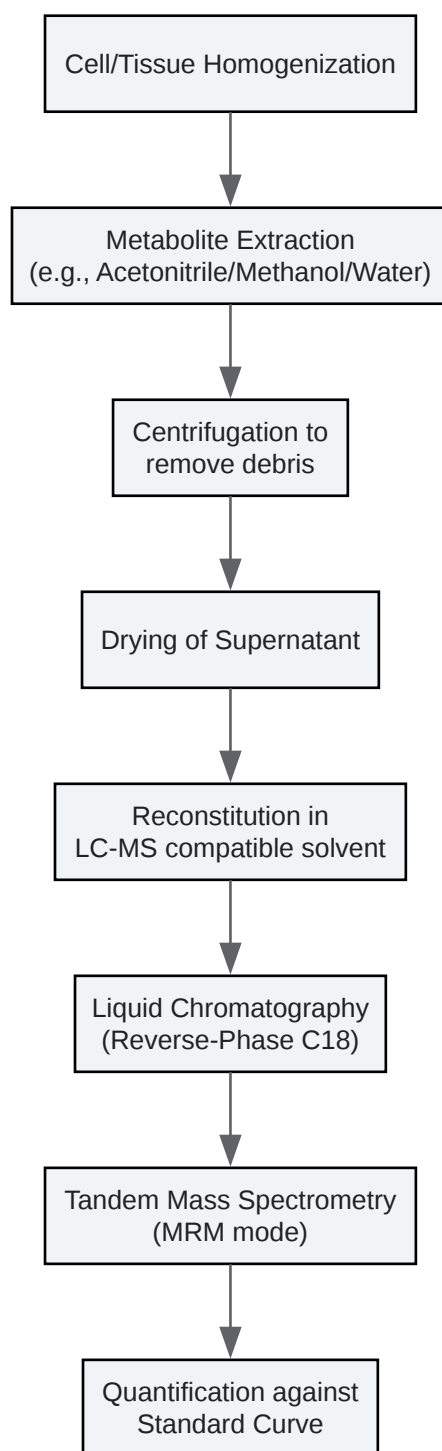 Cell/Tissue Homogenization
Metabolite Extraction
(e.g., Acetonitrile/Methanol/Water)
Centrifugation to
remove debris
Drying of Supernatant
Reconstitution in
LC-MS compatible solvent
Liquid Chromatography
(Reverse-Phase C18)
Tandem Mass Spectrometry
(MRM mode)
Quantification against
Standard Curve